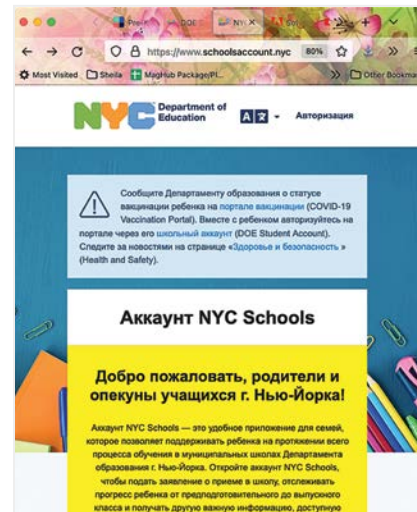 NYC
https://www.schoolsaccount.nyc
80%
Most Visited
Sheila
MagHub Package/Pl...
Other Bookma
NYC Department of
Education
Авторизация
Сообщите Департаменту образования о статусе
вакцинации ребенка на портале вакцинации (COVID-19
Vaccination Portal). Вместе с ребенком авторизуйтесь на
портале через его школьный аккаунт (DOE Student Account).
Следите за новостями на странице «Здоровье и безопасность »
(Health and Safety).
Аккаунт NYC Schools
Добро пожаловать, родители и
опекуны учащихся г. Нью-Йорка!
Аккаунт NYC Schools — это удобное приложение для семей,
которое позволяет поддерживать ребенка на протяжении всего
процесса обучения в муниципальных школах Департамента
образования г. Нью-Йорка. Откройте аккаунт NYC Schools,
чтобы подать заявление о приеме в школу, отслеживать
прогресс ребенка от предподготовительного до выпускного
класса и получать другую важную информацию, доступную